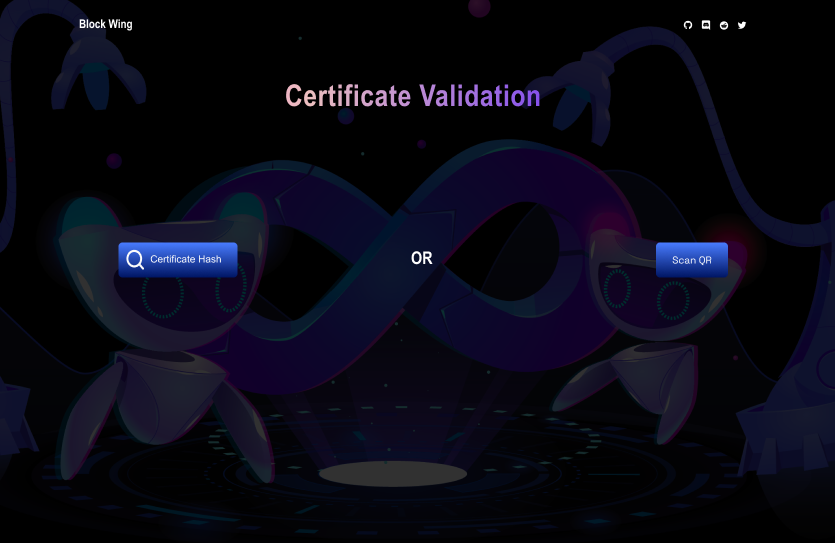 Block Wing
Certificate Validation
Certificate Hash
OR
Scan QR